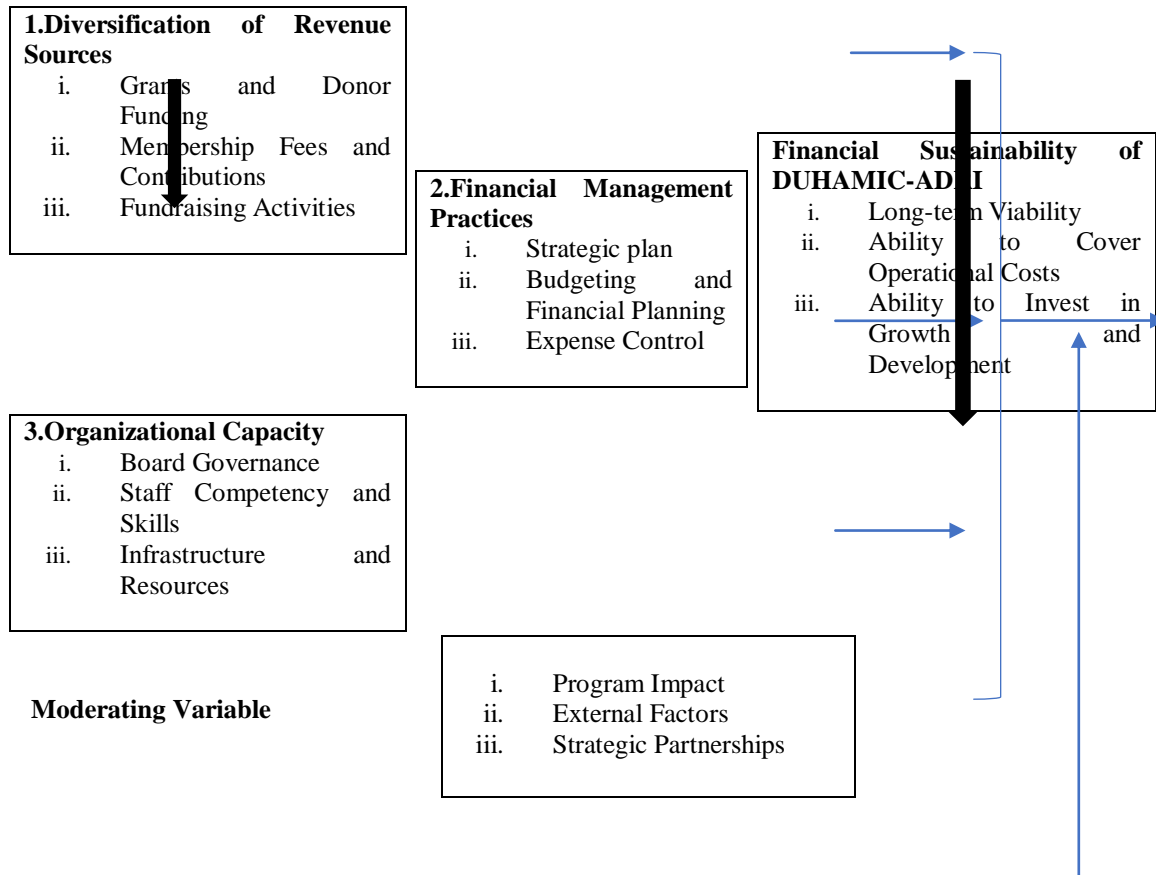 1.Diversification of Revenue
Sources
i. Grants and Donor
Funding
ii. Membership Fees and
Contributions
iii. Fundraising Activities
2.Financial Management
Practices
i. Strategic plan
ii. Budgeting and
Financial Planning
iii. Expense Control
Financial Sustainability of
DUHAMIC-ADRI
i. Long-term Viability
ii. Ability to Cover
Operational Costs
iii. Ability to Invest in
Growth and
Development
3.Organizational Capacity
i. Board Governance
ii. Staff Competency and
Skills
iii. Infrastructure and
Resources
Moderating Variable
i. Program Impact
ii. External Factors
iii. Strategic Partnerships